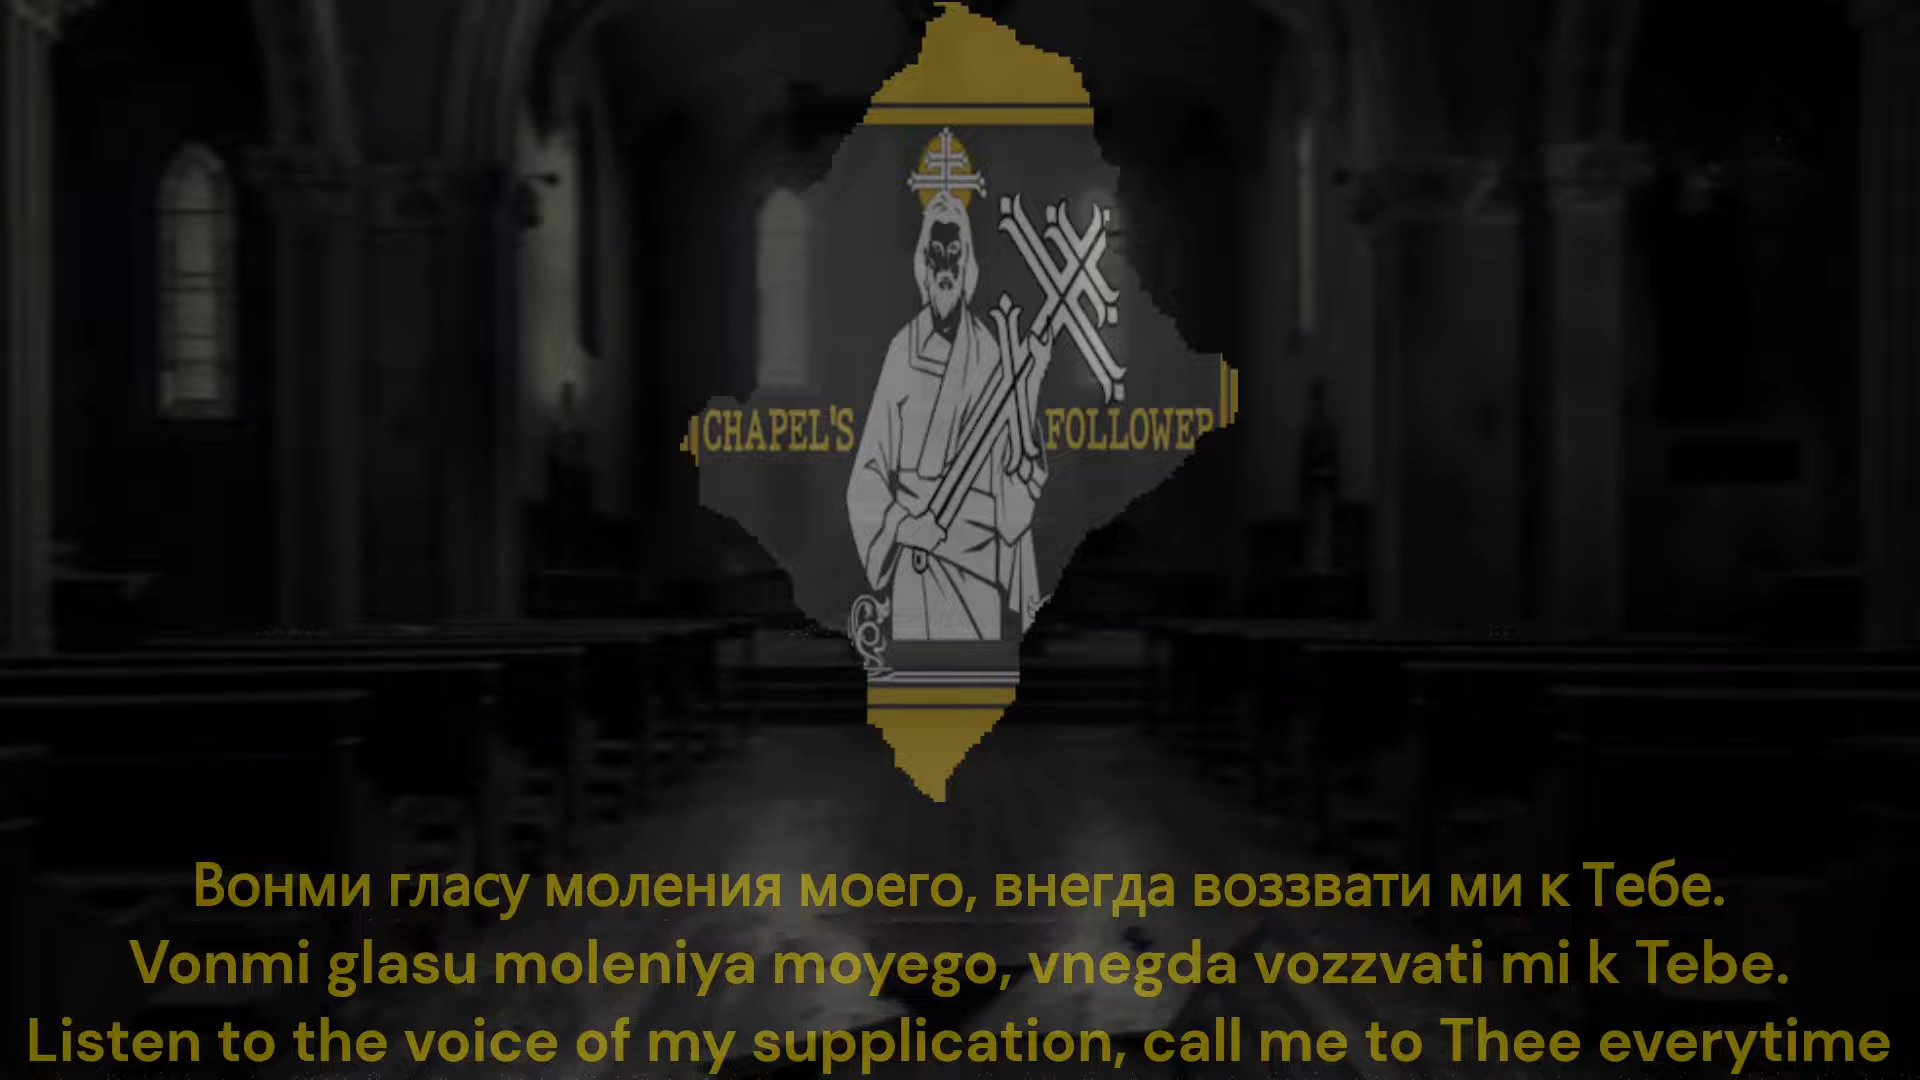 CHAPEL'S FOLLOWER
Вонми гласу моления моего, внегда воззвати ми к Тебе.
Vonmi glasu moleniya moyego, vnegda vozzvati mi k Tebe.
Listen to the voice of my supplication, call me to Thee everytime